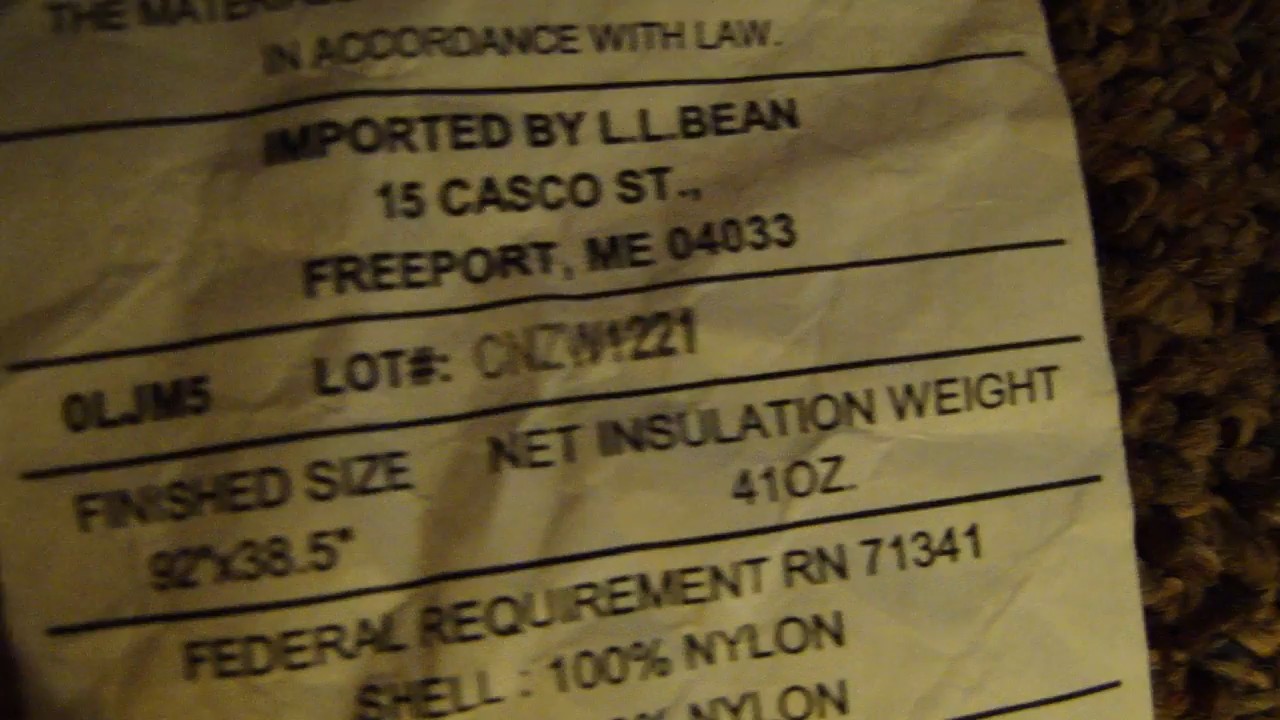 THE
IN ACCORDANCE WITH LAW.
IMPORTED BY L.L.BEAN
15 CASCO ST.,
FREEPORT, ME 04033
0LJM5 LOT#: CNZW1221
FINISHED SIZE NET INSULATION WEIGHT
92"x38.5" 41OZ.
FEDERAL REQUIREMENT RN 71341
SHELL : 100% NYLON
NYLON